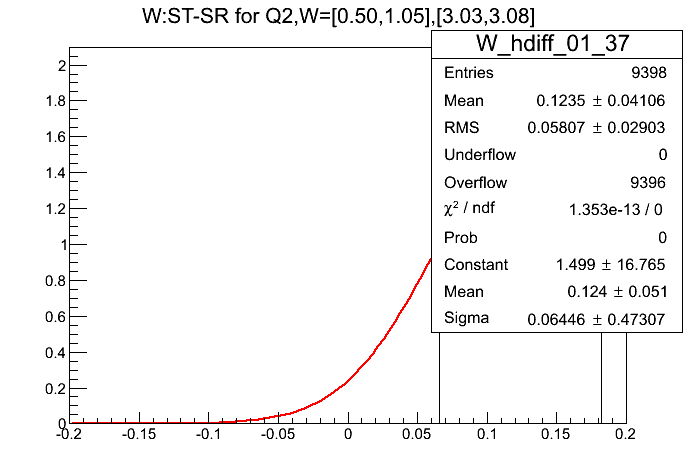 W:ST-SR for Q2,W=[0.50,1.05],[3.03,3.08]
W_hdiff_01_37
Entries 9398
Mean 0.1235 ± 0.04106
RMS 0.05807 ± 0.02903
Underflow 0
Overflow 9396
χ² / ndf 1.353e-13 / 0
Prob 0
Constant 1.499 ± 16.765
Mean 0.124 ± 0.051
Sigma 0.06446 ± 0.47307
2
1.8
1.6
1.4
1.2
1
0.8
0.6
0.4
0.2
0
-0.2 -0.15 -0.1 -0.05 0 0.05 0.1 0.15 0.2